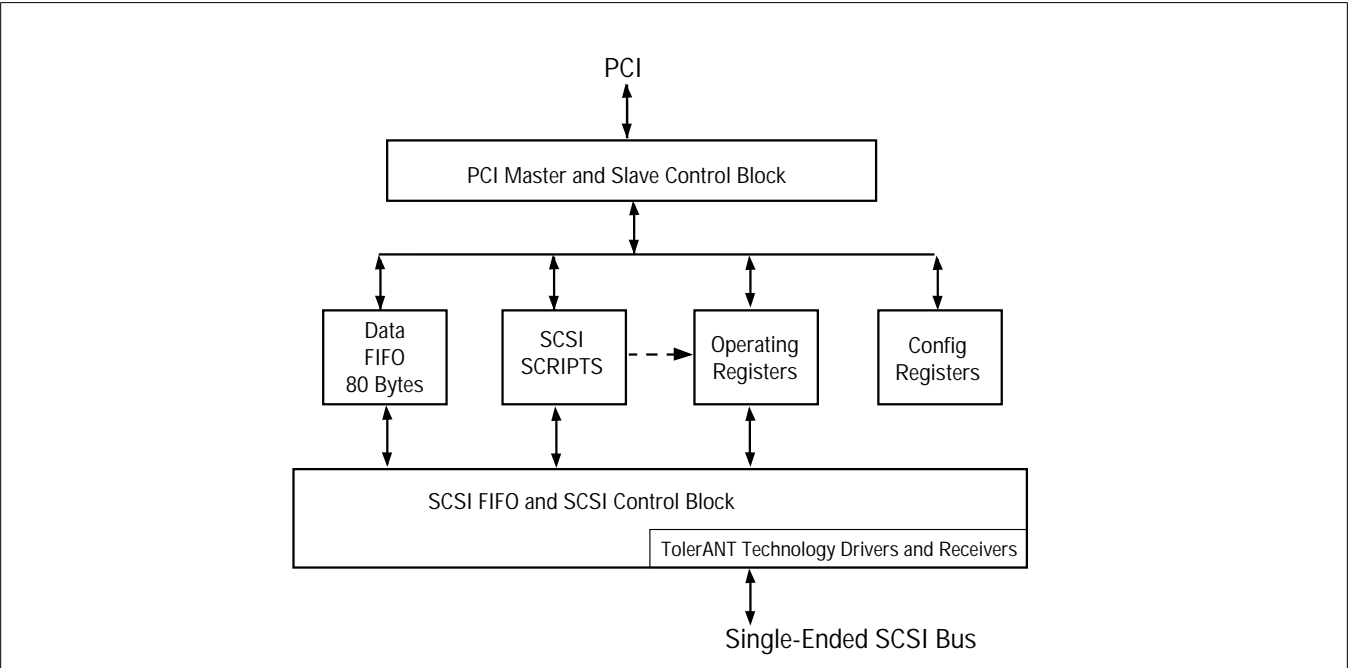 PCI
PCI Master and Slave Control Block
Data
FIFO
80 Bytes
SCSI
SCRIPTS
Operating
Registers
Config
Registers
SCSI FIFO and SCSI Control Block
TolerANT Technology Drivers and Receivers
Single-Ended SCSI Bus